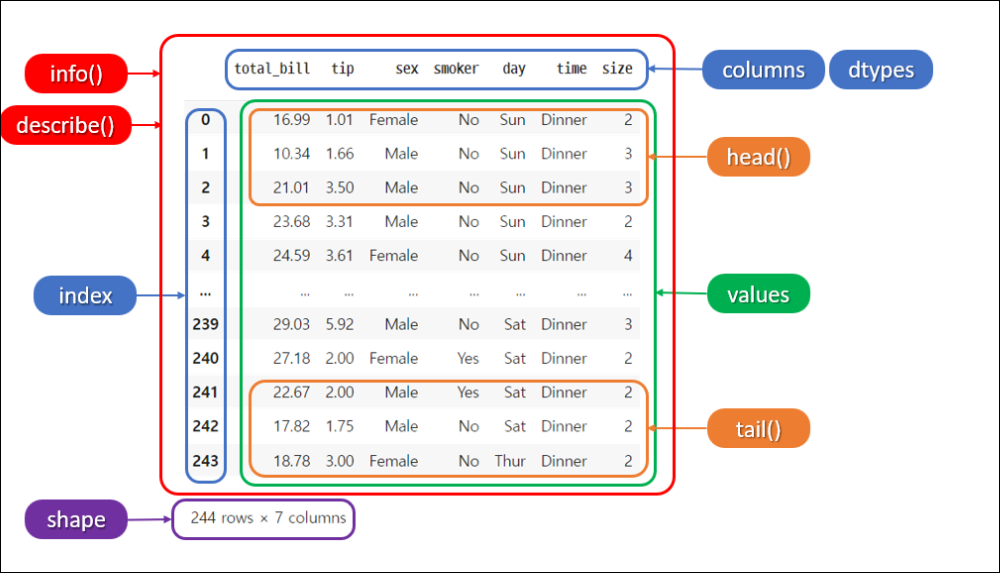 info()
describe()
columns
dtypes
total_bill tip sex smoker day time size
0 16.99 1.01 Female No Sun Dinner 2
1 10.34 1.66 Male No Sun Dinner 3
head()
2 21.01 3.50 Male No Sun Dinner 3
3 23.68 3.31 Male No Sun Dinner 2
4 24.59 3.61 Female No Sun Dinner 4
index
... ... ... ... ... ... ... ...
values
239 29.03 5.92 Male No Sat Dinner 3
240 27.18 2.00 Female Yes Sat Dinner 2
241 22.67 2.00 Male Yes Sat Dinner 2
242 17.82 1.75 Male No Sat Dinner 2
tail()
243 18.78 3.00 Female No Thur Dinner 2
shape
244 rows × 7 columns